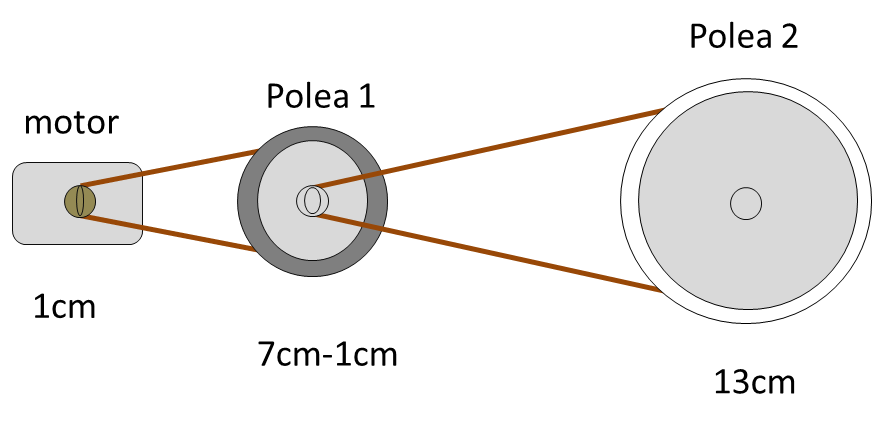 Polea 2
Polea 1
motor
1cm
7cm-1cm
13cm